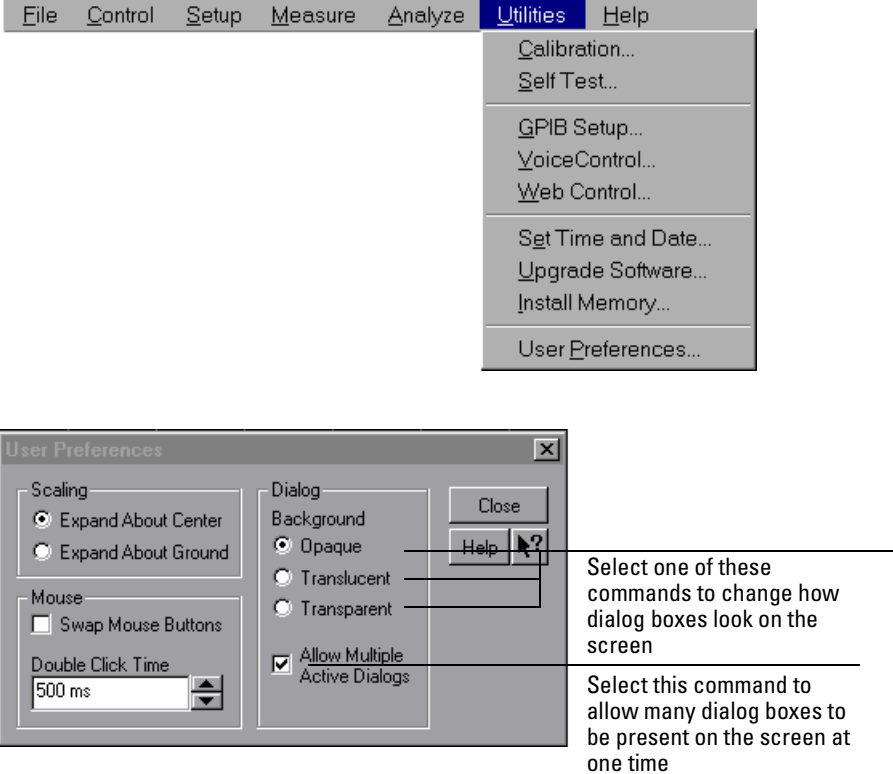 File Control Setup Measure Analyze Utilities Help
Calibration...
Self Test...
GPIB Setup...
VoiceControl...
Web Control...
Set Time and Date...
Upgrade Software...
Install Memory...
User Preferences...
User Preferences
Scaling
Expand About Center
Expand About Ground
Mouse
Swap Mouse Buttons
Double Click Time
500 ms
Dialog
Background
Opaque
Translucent
Transparent
Allow Multiple
Active Dialogs
Close
Help ?
Select one of these
commands to change how
dialog boxes look on the
screen
Select this command to
allow many dialog boxes to
be present on the screen at
one time